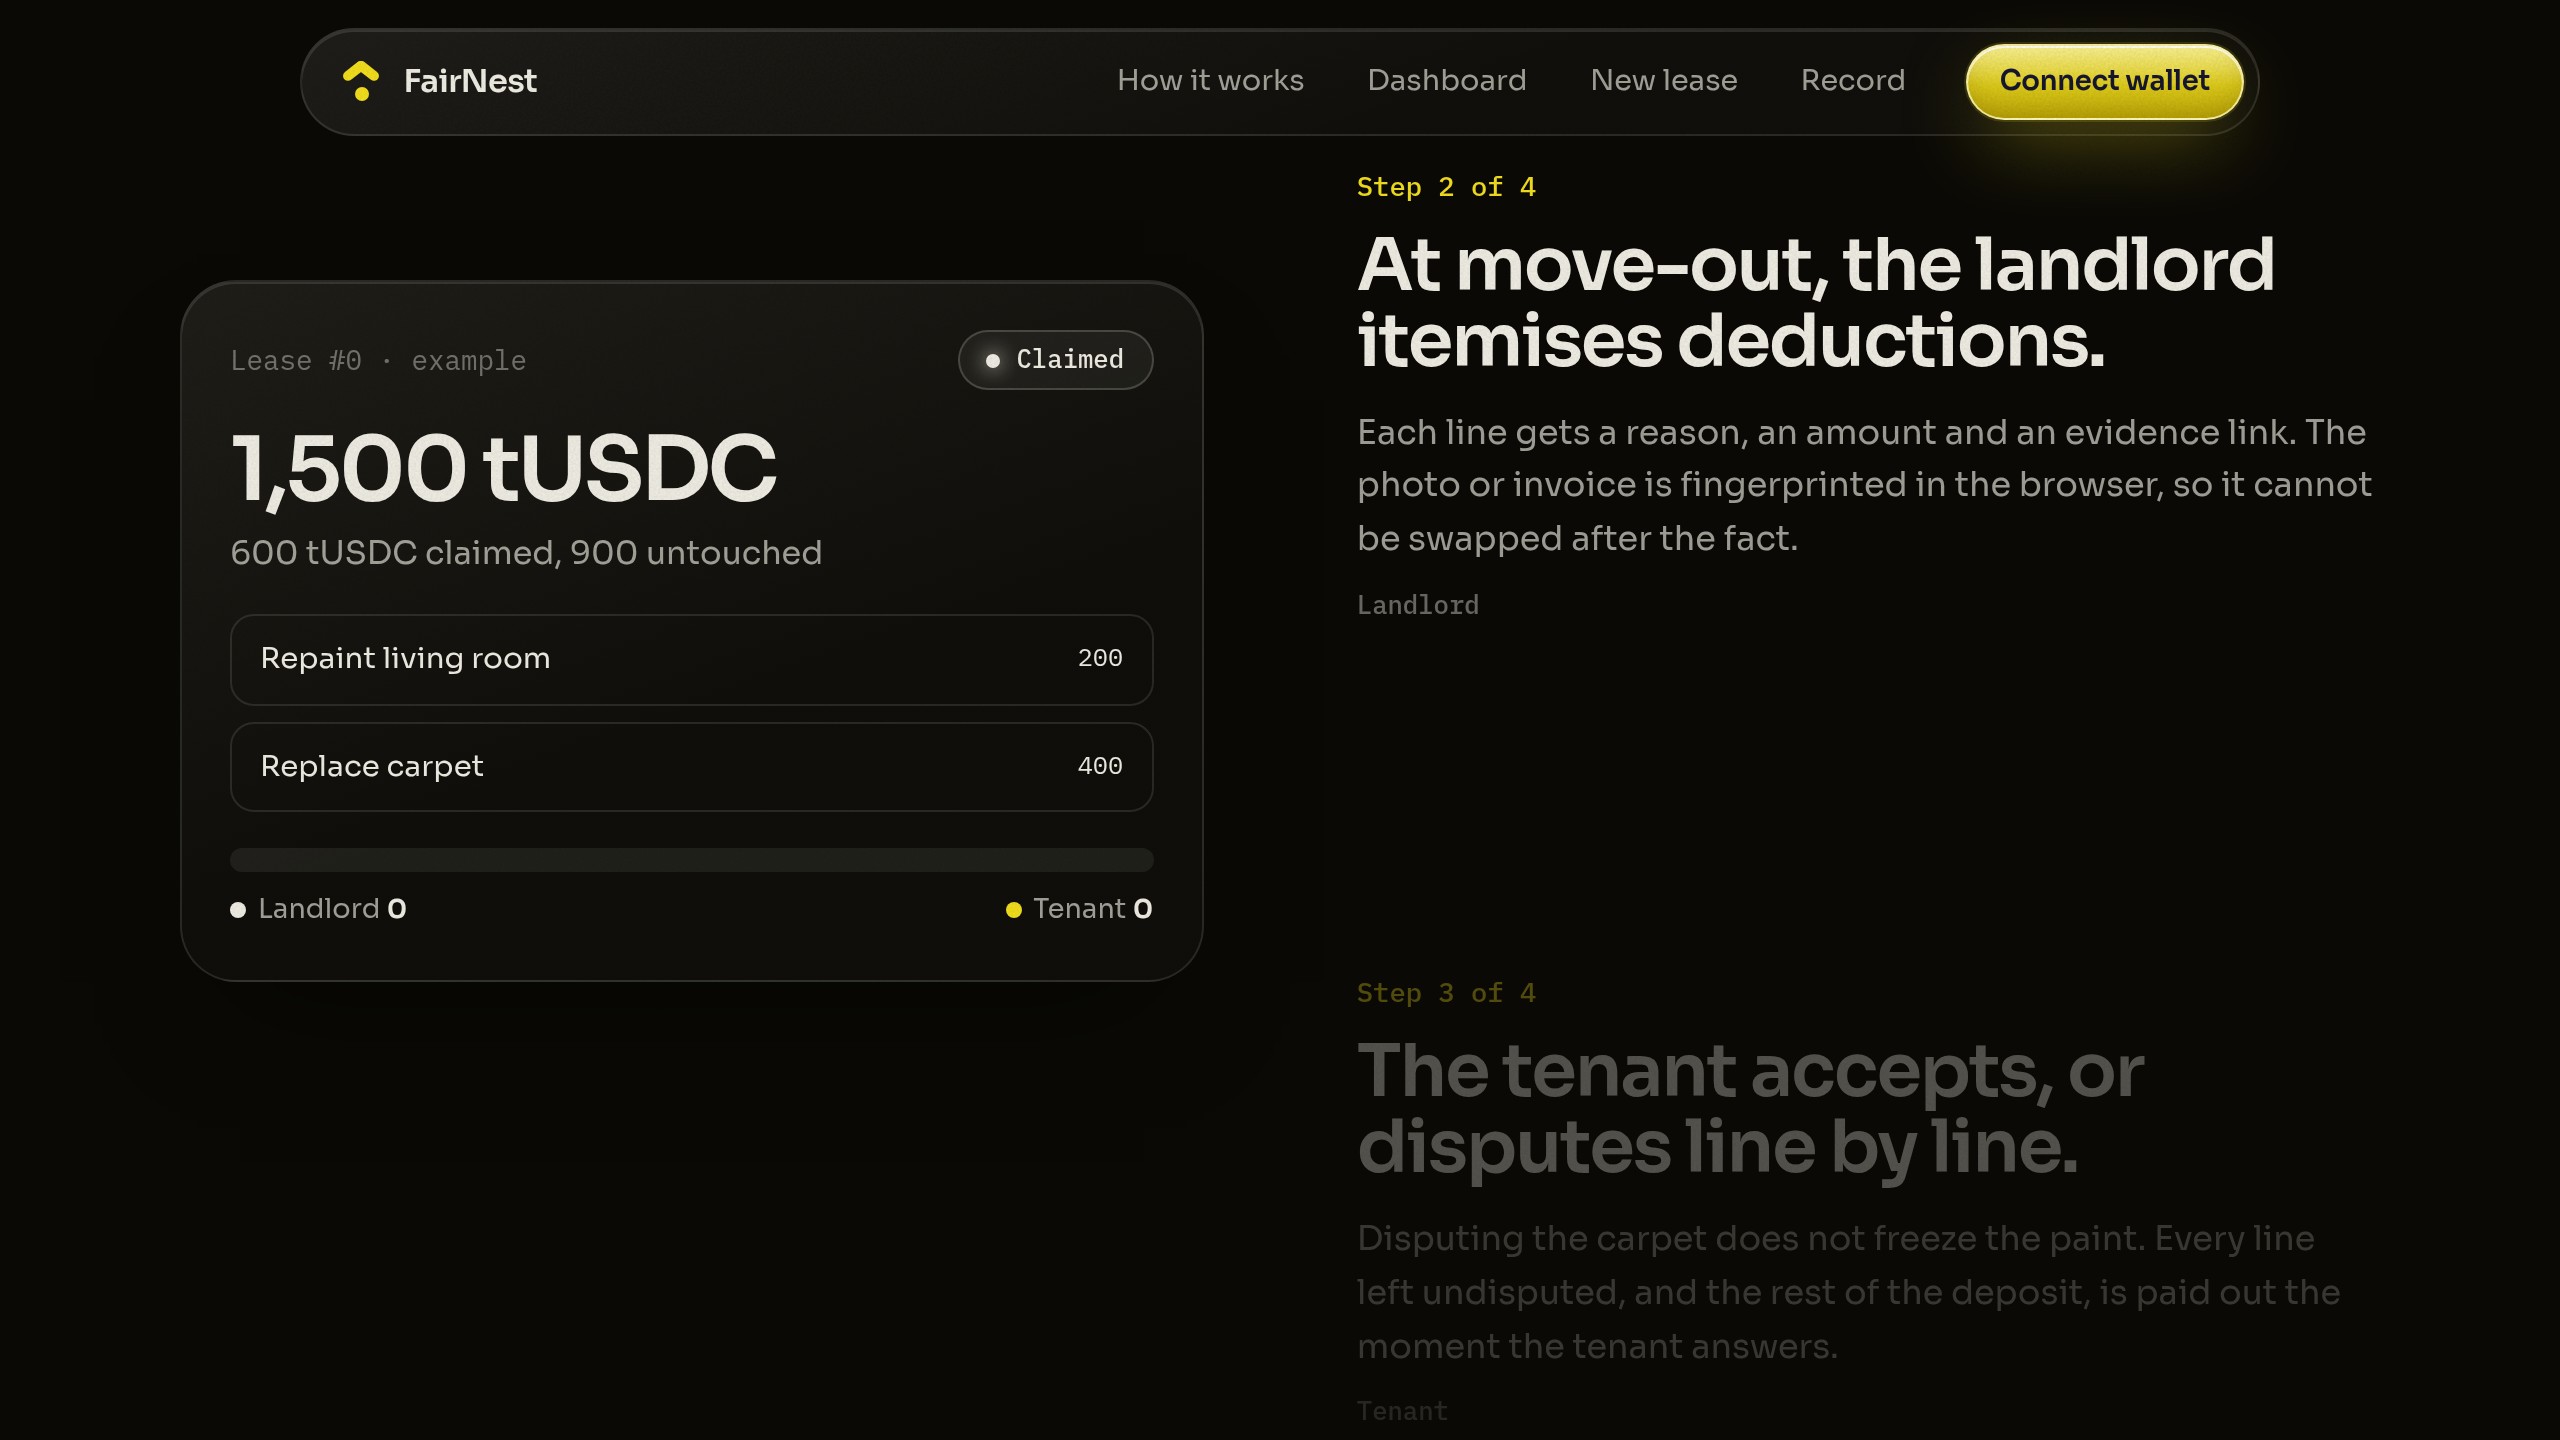 FairNest
How it works
Dashboard
New lease
Record
Connect wallet
Lease #0 · example
Claimed
1,500 tUSDC
600 tUSDC claimed, 900 untouched
Repaint living room 200
Replace carpet 400
Landlord 0
Tenant 0
Step 2 of 4
At move-out, the landlord
itemises deductions.
Each line gets a reason, an amount and an evidence link. The
photo or invoice is fingerprinted in the browser, so it cannot
be swapped after the fact.
Landlord
Step 3 of 4
The tenant accepts, or
disputes line by line.
Disputing the carpet does not freeze the paint. Every line
left undisputed, and the rest of the deposit, is paid out the
moment the tenant answers.
Tenant